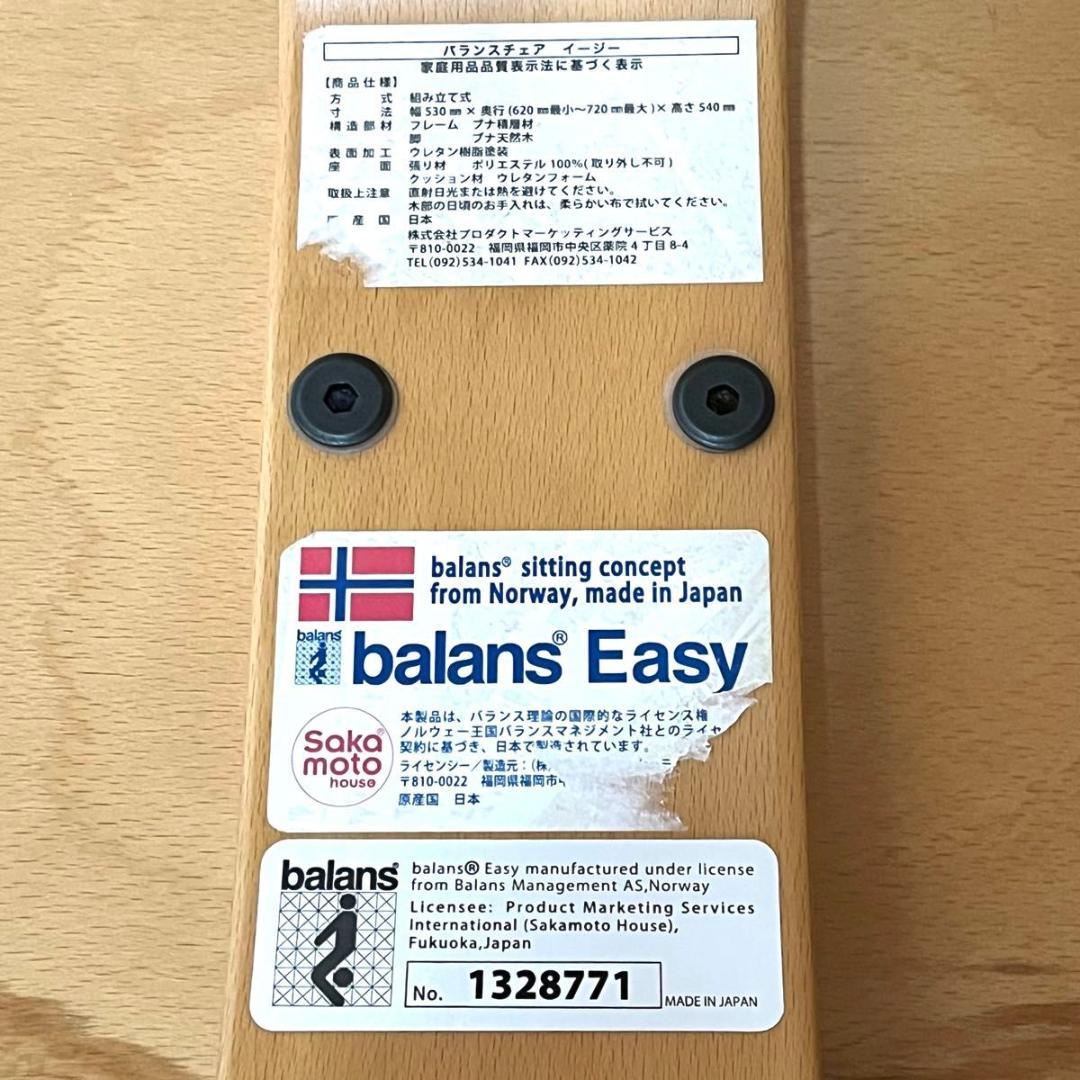 バランスチェア イージー
家庭用品品質表示法に基づく表示
【商品仕様】
方 式 組み立て式
寸 法 幅 530 ㎜ × 奥行 (620 ㎜最小～720 ㎜最大 )× 高さ 540 ㎜
構造部材 フレーム ブナ積層材
脚 ブナ天然木
表面加工 ウレタン樹脂塗装
座 面 張り材 ポリエステル 100%( 取り外し不可 )
クッション材 ウレタンフォーム
取扱上注意 直射日光または熱を避けてください。
木部の日頃のお手入れは、柔らかい布で拭いてください。
産 国 日本
株式会社プロダクトマーケッティングサービス
〒810-0022 福岡県福岡市中央区薬院 4 丁目 8-4
TEL(092)534-1041 FAX(092)534-1042
balans® sitting concept
from Norway, made in Japan
balans
balans® Easy
Saka®
moto
house
本製品は、バランス理論の国際的なライセンス権
ノルウェー王国バランスマネジメント社とのライセ
契約に基づき、日本で製造されています。
ライセンシー／製造元：(株
〒810-0022 福岡県福岡市
原産国 日本
balans®
balans® Easy manufactured under license
from Balans Management AS,Norway
Licensee: Product Marketing Services
International (Sakamoto House),
Fukuoka,Japan
No. 1328771
MADE IN JAPAN